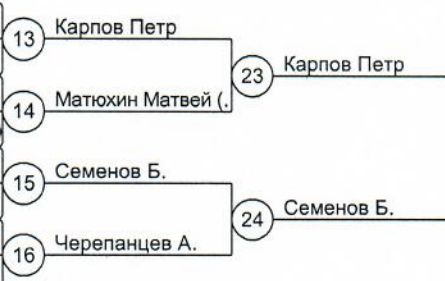 13 Карпов Петр
23 Карпов Петр
14 Матюхин Матвей (.
15 Семенов Б.
24 Семенов Б.
16 Черепанцев А.